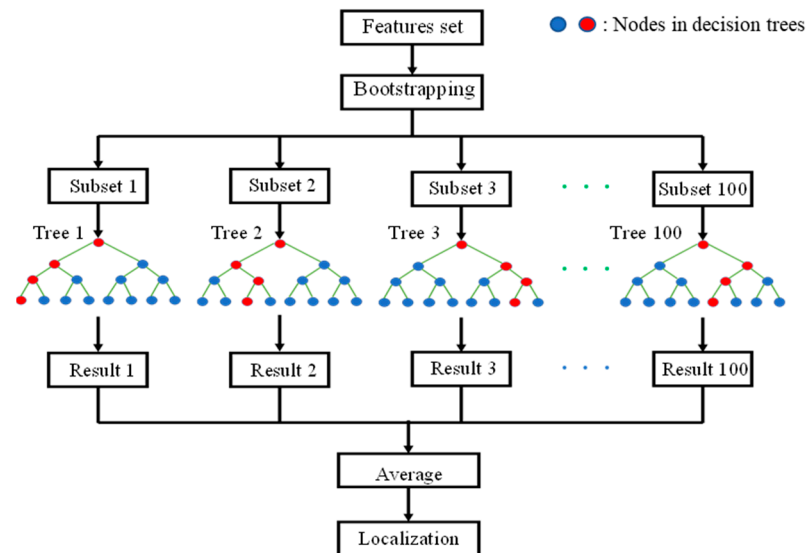 Features set
: Nodes in decision trees
Bootstrapping
Subset 1
Subset 2
Subset 3
Subset 100
Tree 1
Tree 2
Tree 3
Tree 100
Result 1
Result 2
Result 3
Result 100
Average
Localization